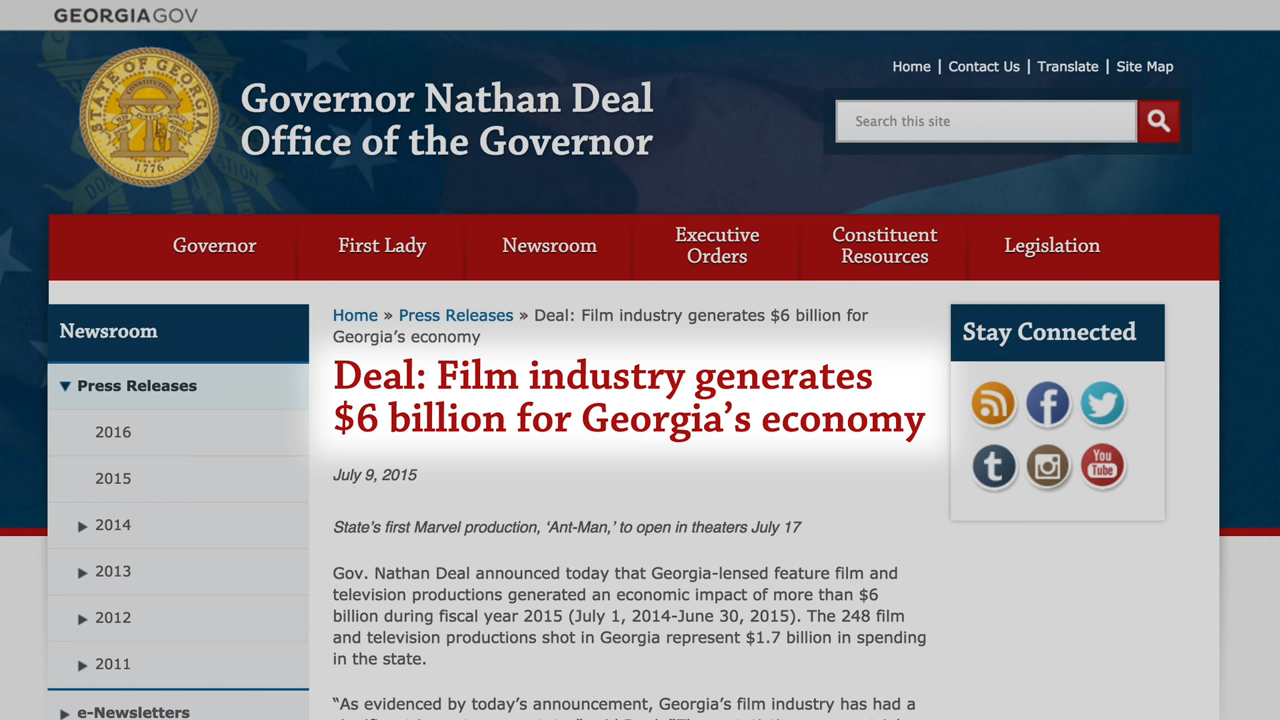 GEORGIAGOV
STATE OF GEORGIA
CONSTITUTION
1776
Governor Nathan Deal
Office of the Governor
Home | Contact Us | Translate | Site Map
Search this site
Governor
First Lady
Newsroom
Executive
Orders
Constituent
Resources
Legislation
Newsroom
Press Releases
2016
2015
2014
2013
2012
2011
e-Newsletters
Home » Press Releases » Deal: Film industry generates $6 billion for
Georgia’s economy
Deal: Film industry generates
$6 billion for Georgia’s economy
July 9, 2015
State’s first Marvel production, ‘Ant-Man,’ to open in theaters July 17
Gov. Nathan Deal announced today that Georgia-lensed feature film and
television productions generated an economic impact of more than $6
billion during fiscal year 2015 (July 1, 2014-June 30, 2015). The 248 film
and television productions shot in Georgia represent $1.7 billion in spending
in the state.
“As evidenced by today’s announcement, Georgia’s film industry has had a
Stay Connected
f
t
You
Tube